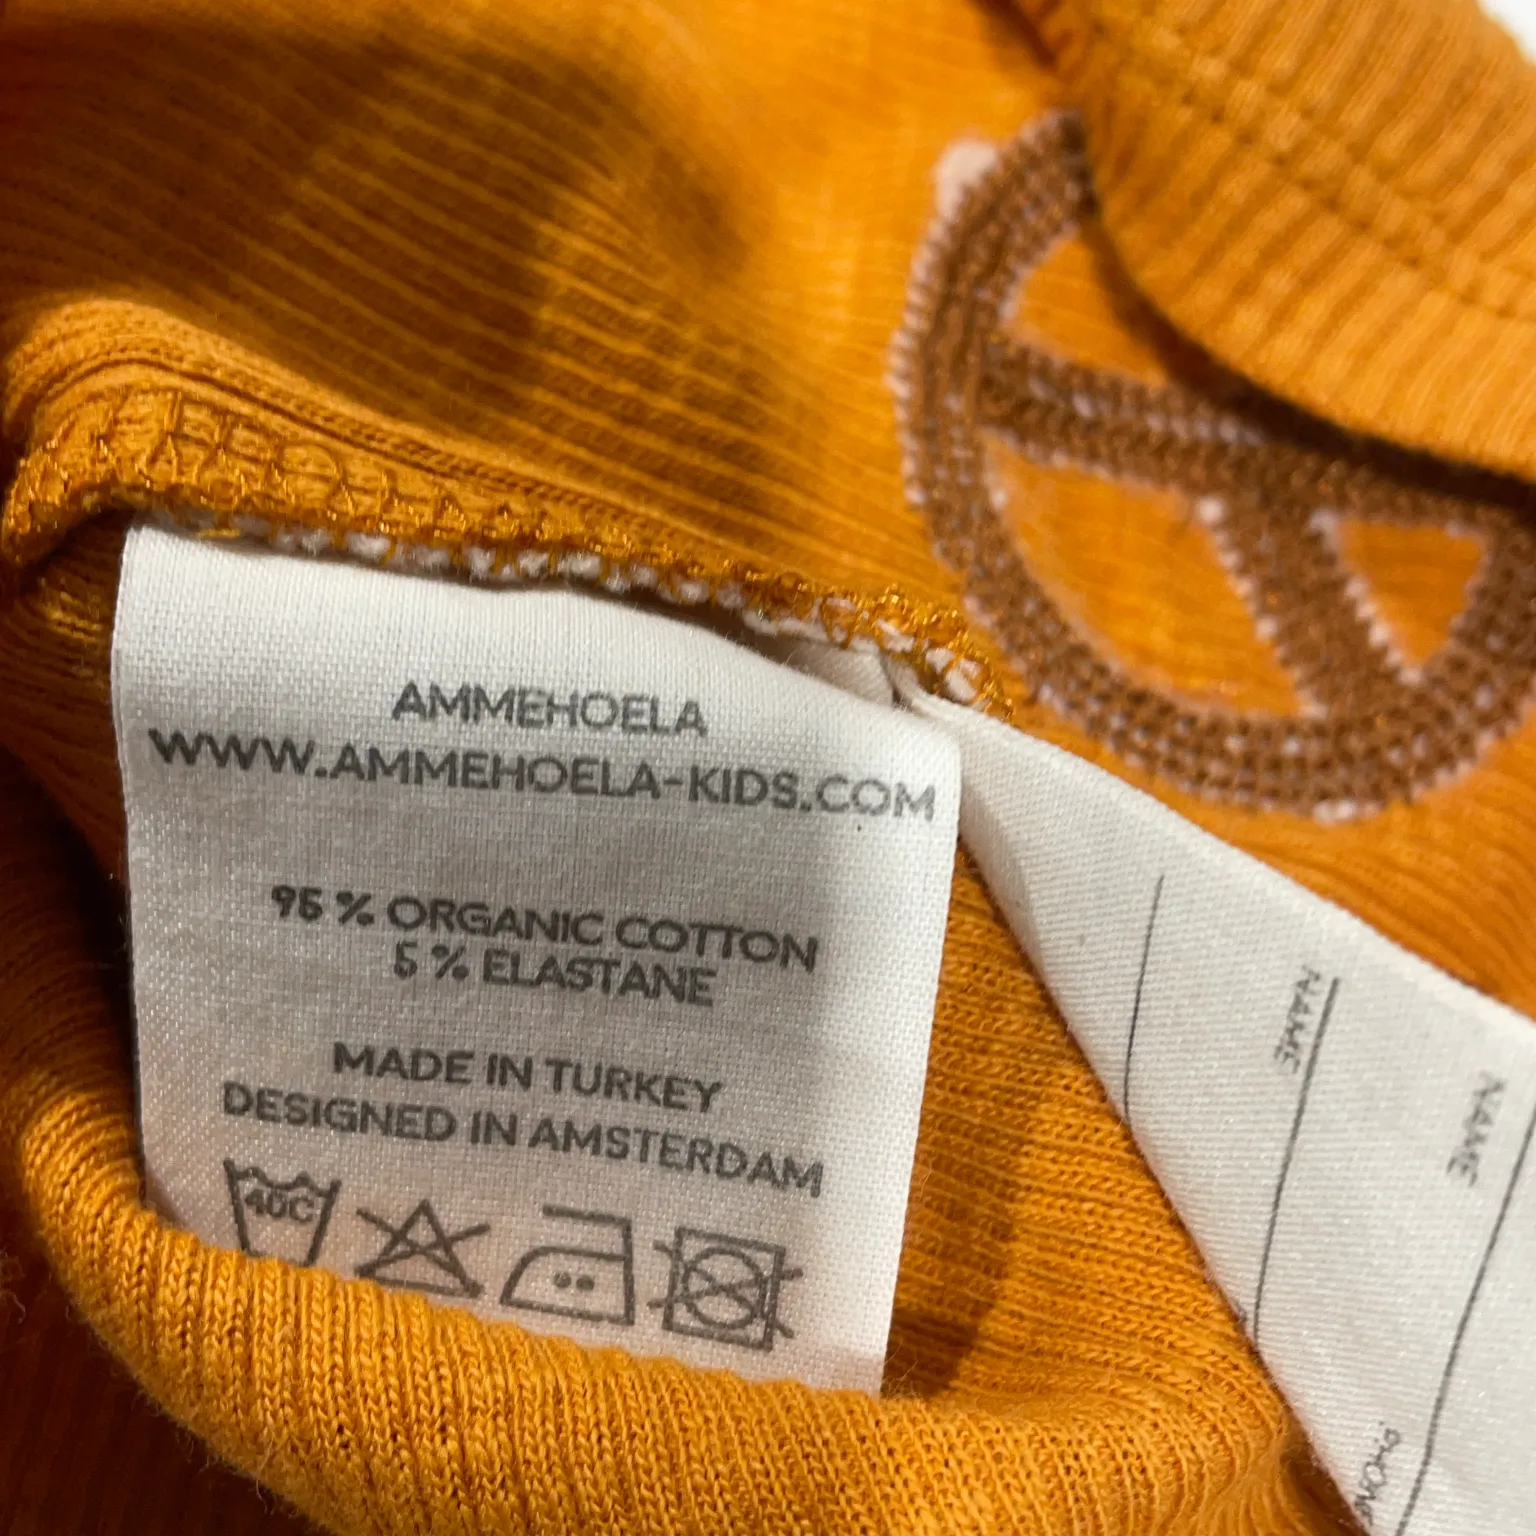 AMMEHOELA
WWW.AMMEHOELA-KIDS.COM
95 % ORGANIC COTTON
5 % ELASTANE
MADE IN TURKEY
DESIGNED IN AMSTERDAM
40C
NAME
NAME
PHONE